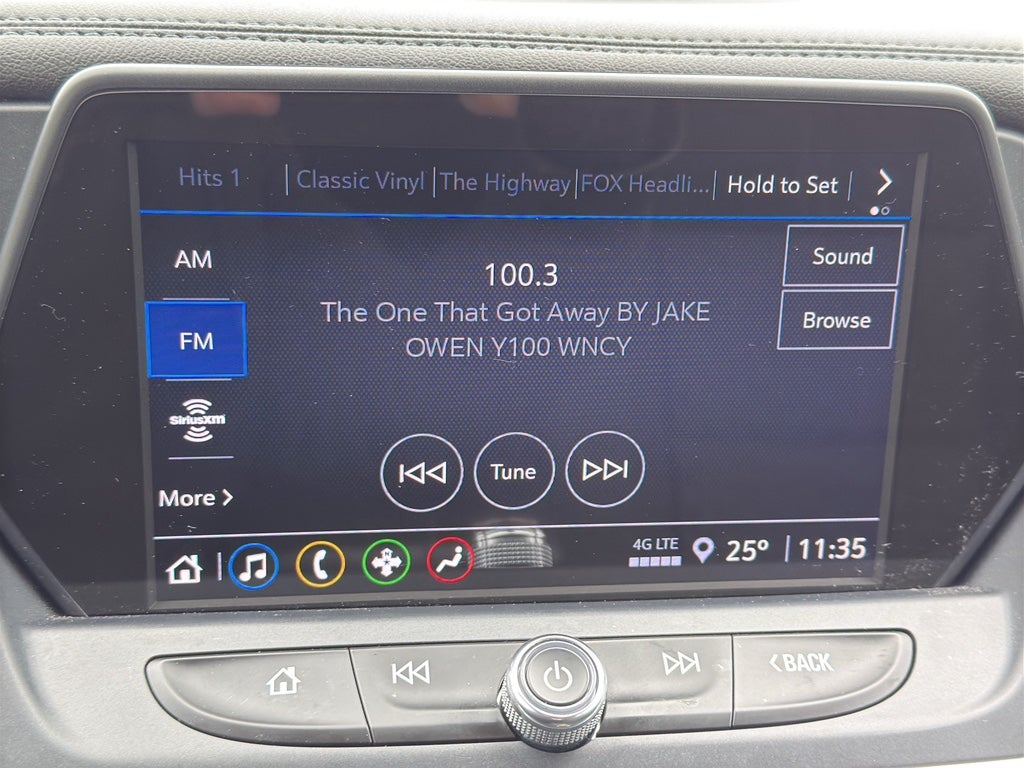 Hits 1 Classic Vinyl The Highway FOX Headli... Hold to Set
AM
Sound
100.3
The One That Got Away BY JAKE
OWEN Y100 WNCY
Browse
FM
SiriusXM
Tune
More
4G LTE 25° 11:35
BACK